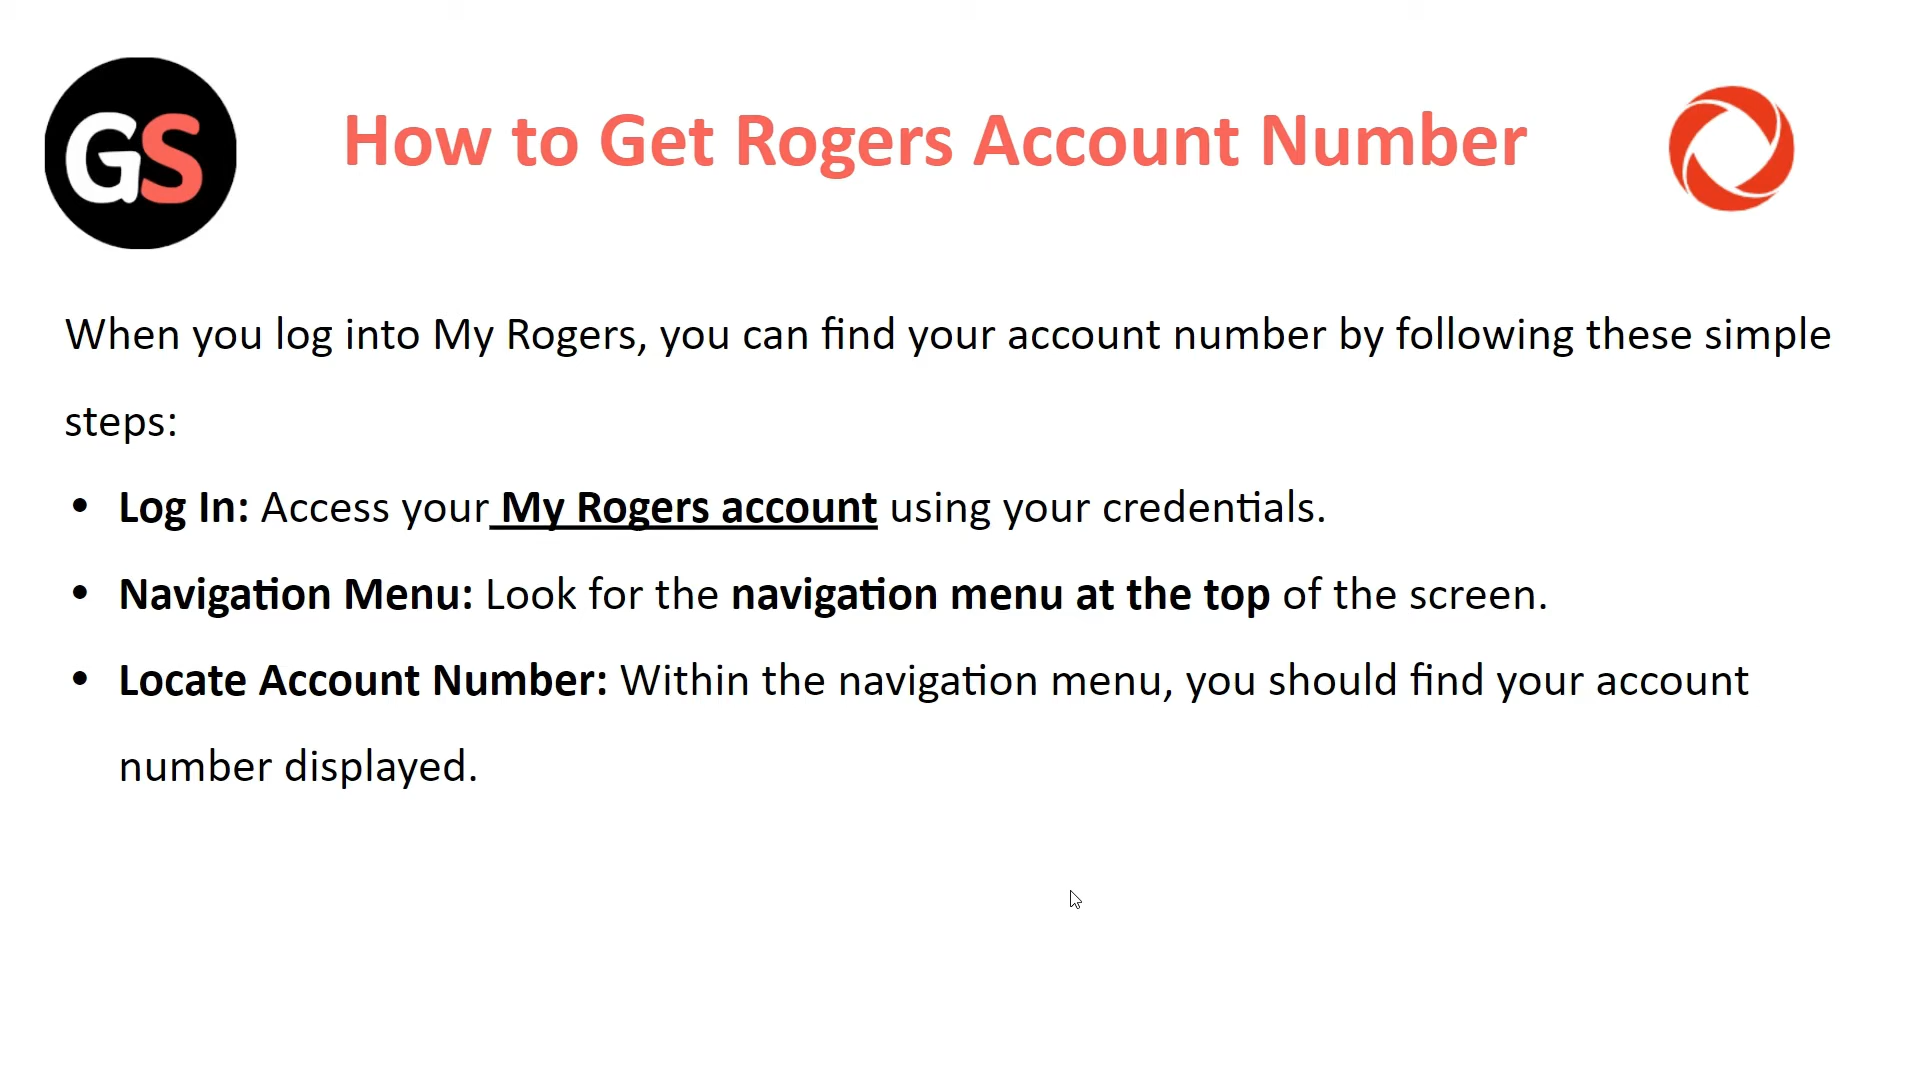 GS
How to Get Rogers Account Number
When you log into My Rogers, you can find your account number by following these simple
steps:
• Log In: Access your My Rogers account using your credentials.
• Navigation Menu: Look for the navigation menu at the top of the screen.
• Locate Account Number: Within the navigation menu, you should find your account
number displayed.